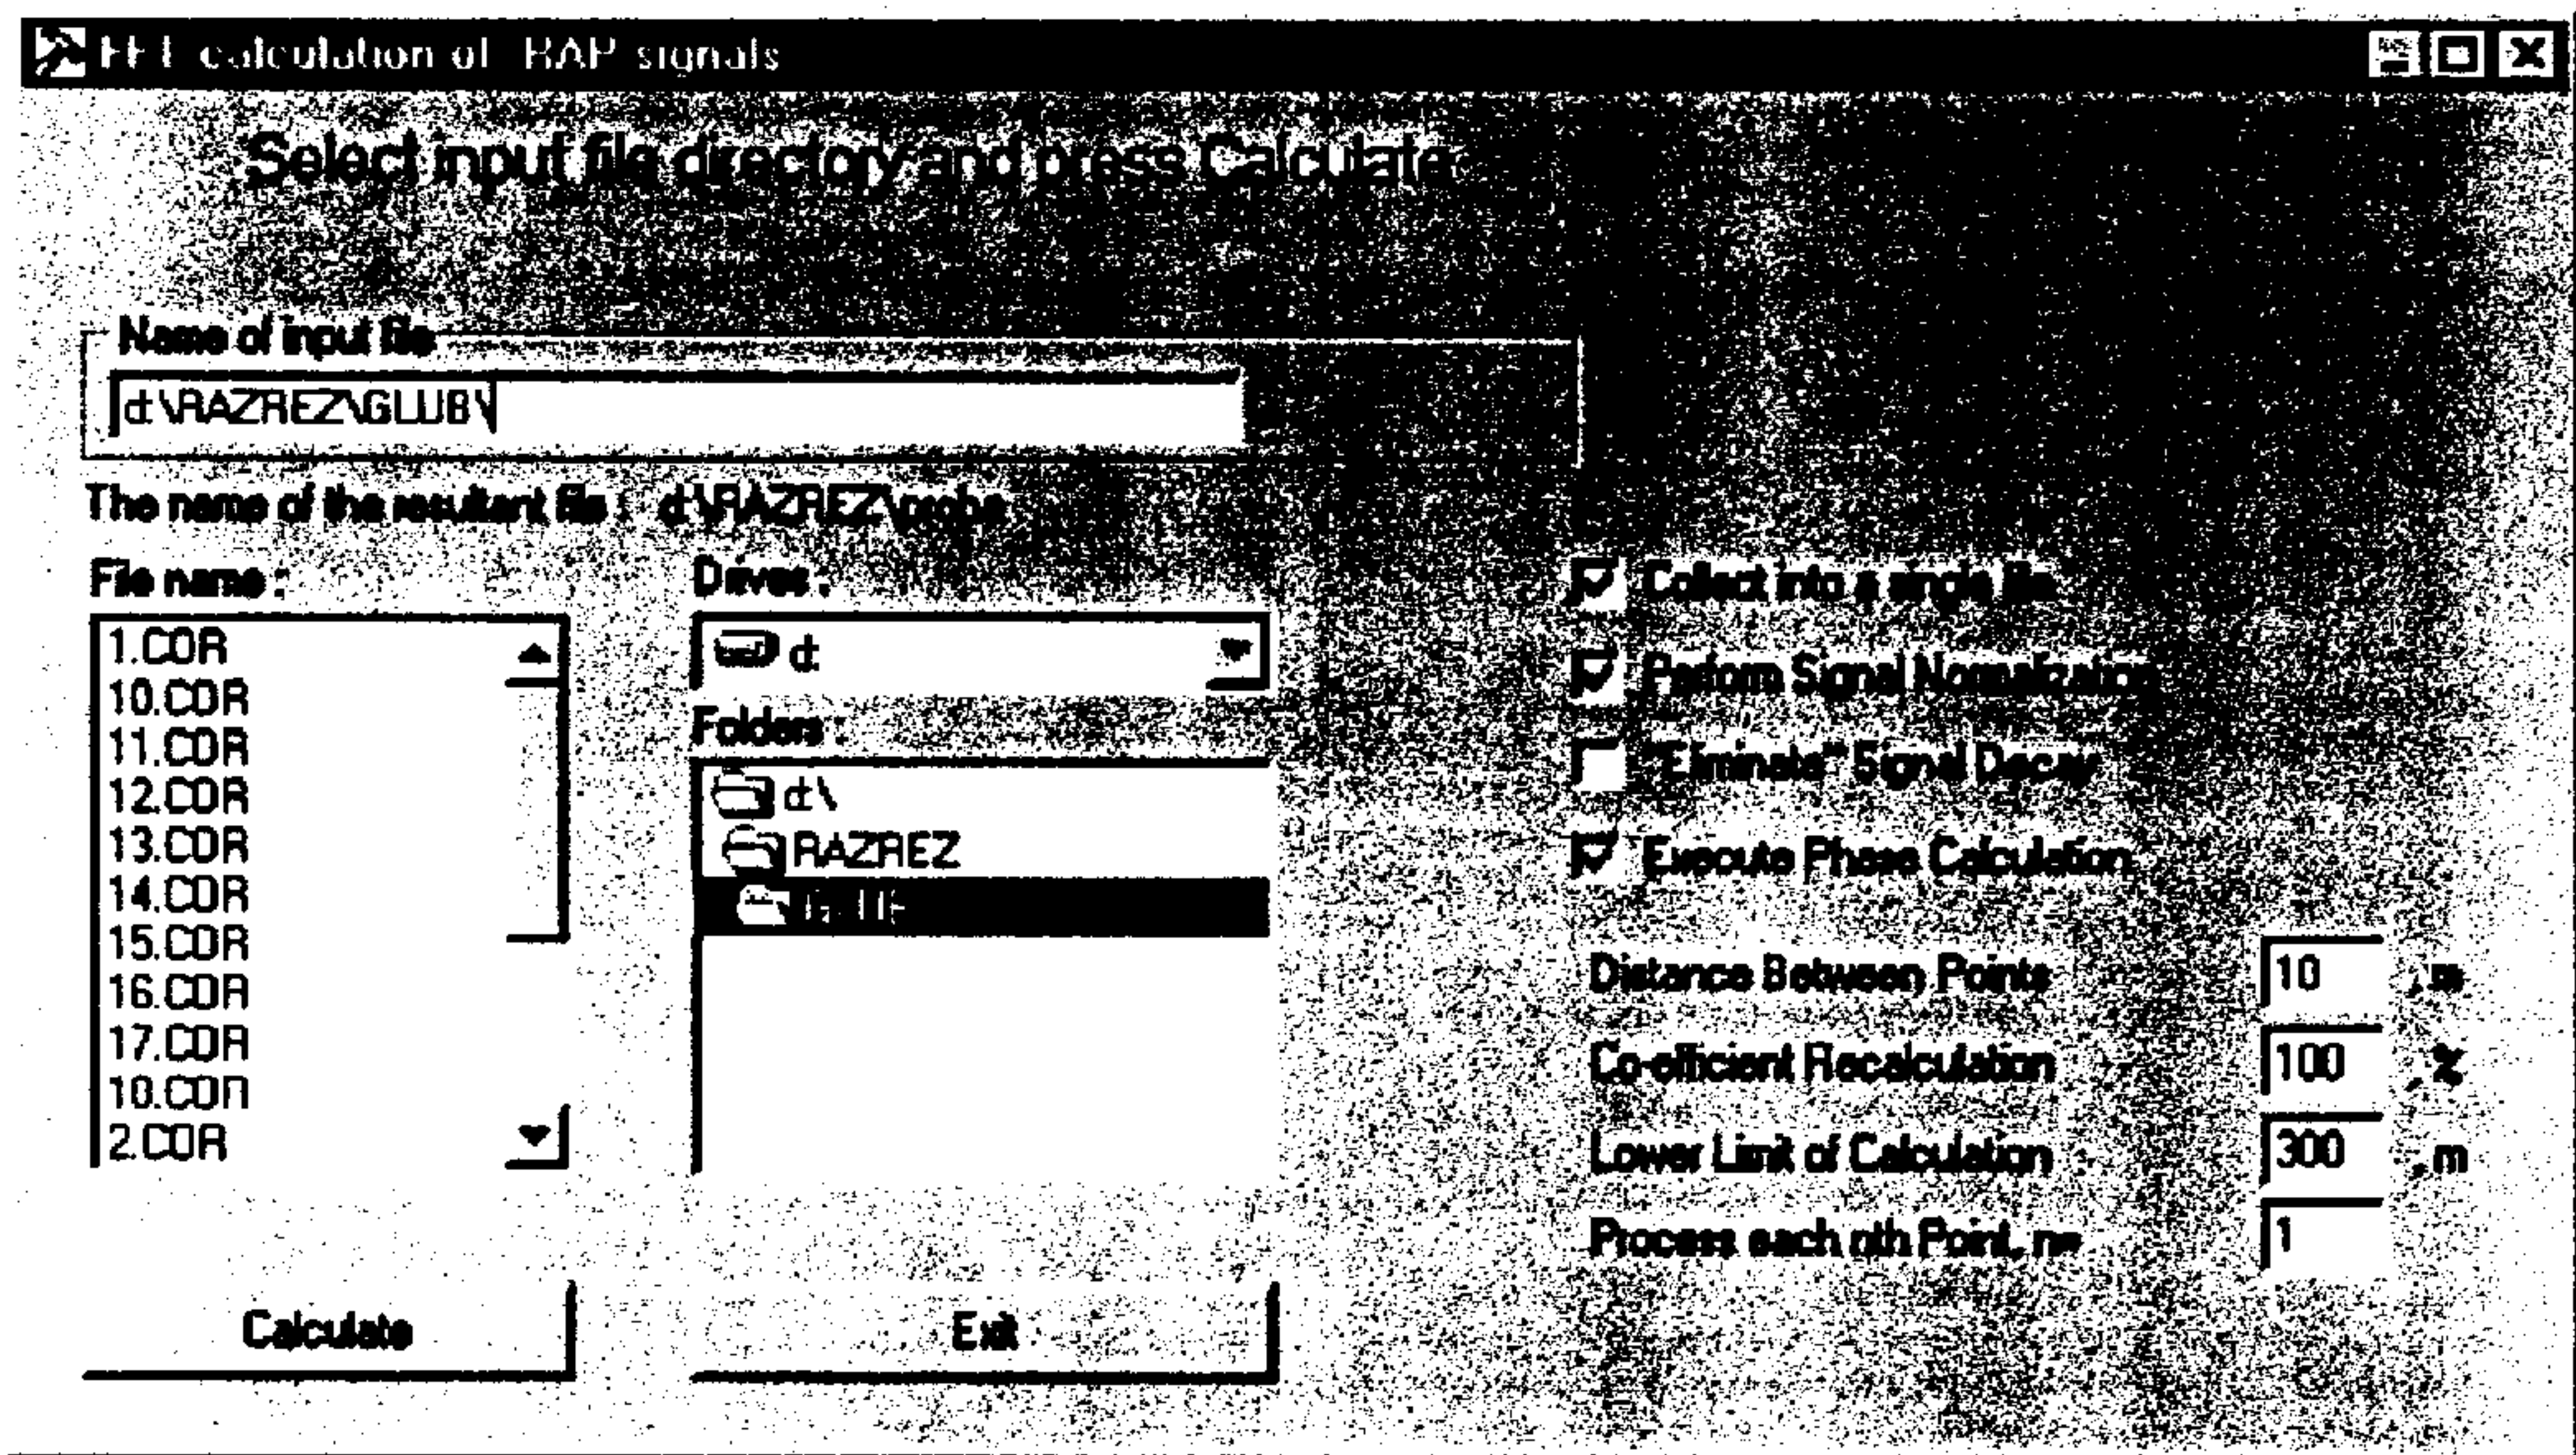 FFT calculation of RAP signals
Select input file directory and press Calculate
Name of input file
d:\RAZREZ\GLUB\
The name of the resultant file : d:\RAZREZ\proba
File name :
1.COR
10.COR
11.COR
12.COR
13.COR
14.COR
15.COR
16.COR
17.COR
18.COR
2.COR
Drives :
d:
Folders :
d:\
RAZREZ
GLUB
Collect into a single file
Perform Signal Normalization
"Eliminate" Signal Decay
Execute Phase Calculation
Distance Between Points 10 , m
Co-efficient Recalculation 100 , %
Lower Limit of Calculation 300 , m
Process each nth Point, n= 1
Calculate
Exit